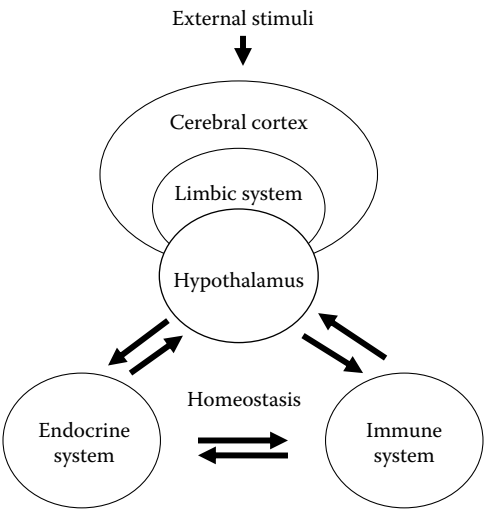 External stimuli
Cerebral cortex
Limbic system
Hypothalamus
Homeostasis
Endocrine
system
Immune
system